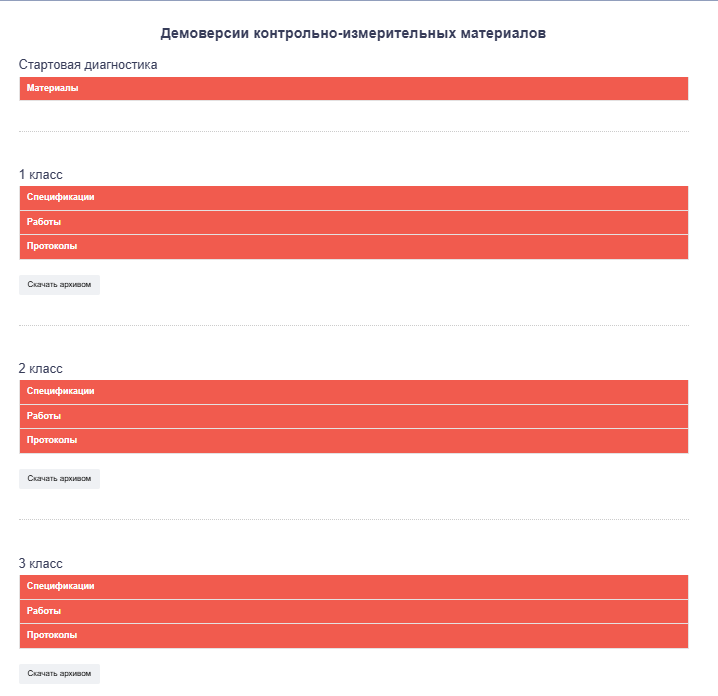 Демоверсии контрольно-измерительных материалов
Стартовая диагностика
Материалы
1 класс
Спецификации
Работы
Протоколы
Скачать архивом
2 класс
Спецификации
Работы
Протоколы
Скачать архивом
3 класс
Спецификации
Работы
Протоколы
Скачать архивом